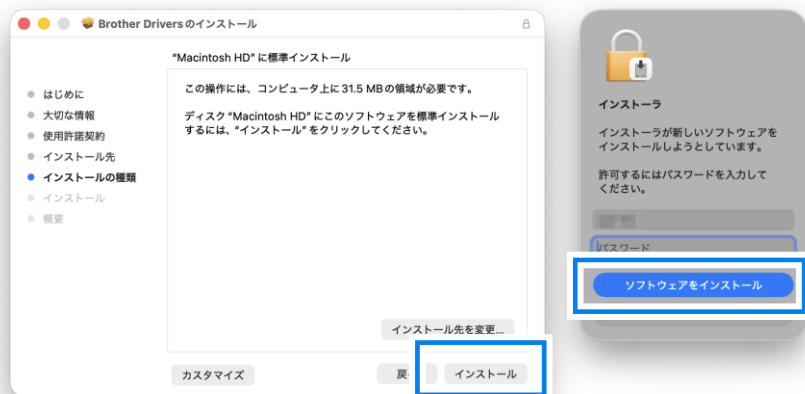 Brother Drivers のインストール
"Macintosh HD" に標準インストール
この操作には、コンピュータ上に 31.5 MB の領域が必要です。
ディスク "Macintosh HD" にこのソフトウェアを標準インストール
するには、"インストール" をクリックしてください。
はじめに
大切な情報
使用許諾契約
インストール先
インストールの種類
インストール
概要
インストール先を変更...
カスタマイズ
戻
インストール
インストーラ
インストーラが新しいソフトウェアを
インストールしようとしています。
許可するにはパスワードを入力して
ください。
パスワード
ソフトウェアをインストール